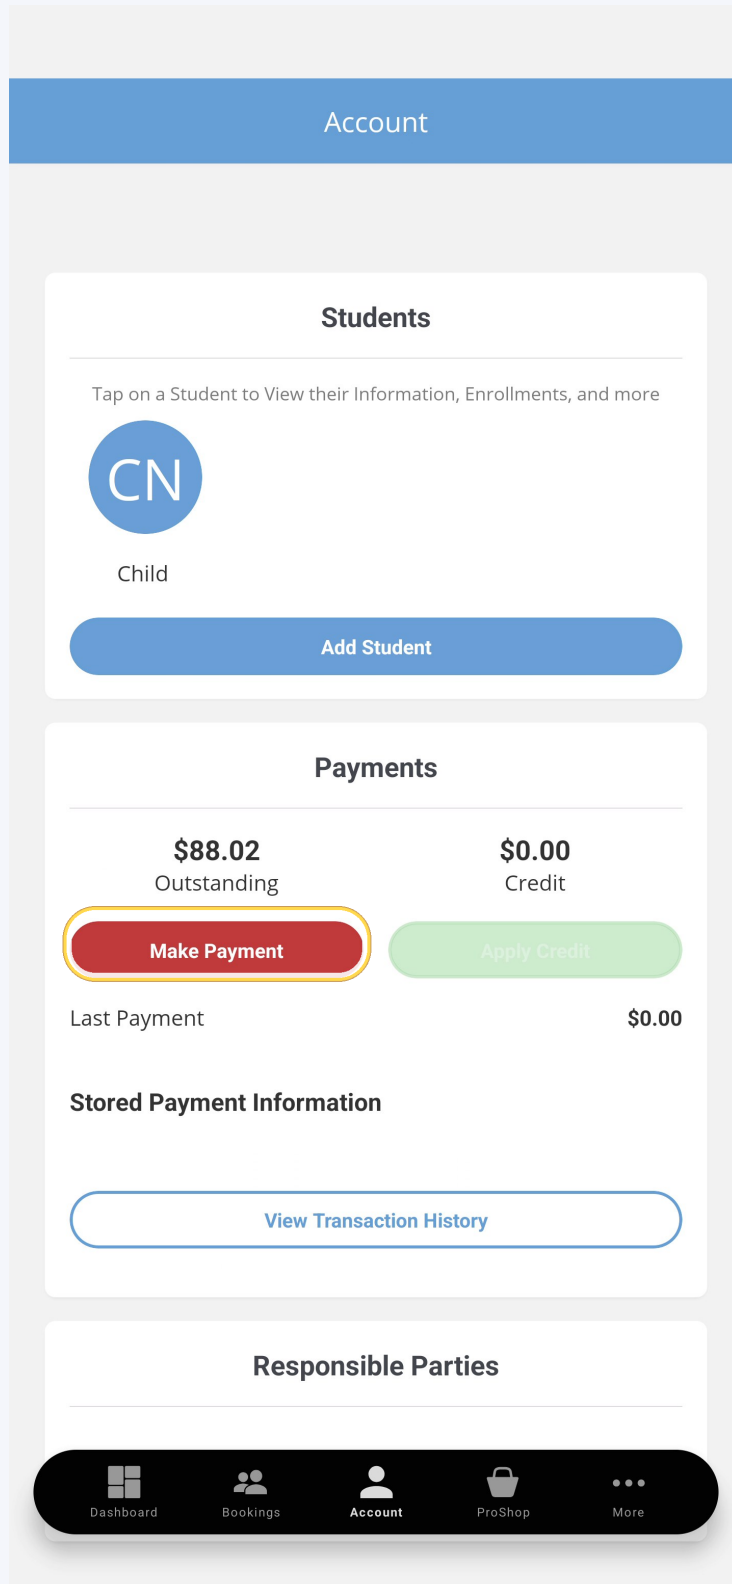 Account
Students
Tap on a Student to View their Information, Enrollments, and more
CN
Child
Add Student
Payments
$88.02 $0.00
Outstanding Credit
Make Payment Apply Credit
Last Payment $0.00
Stored Payment Information
View Transaction History
Responsible Parties
Dashboard Bookings Account ProShop More